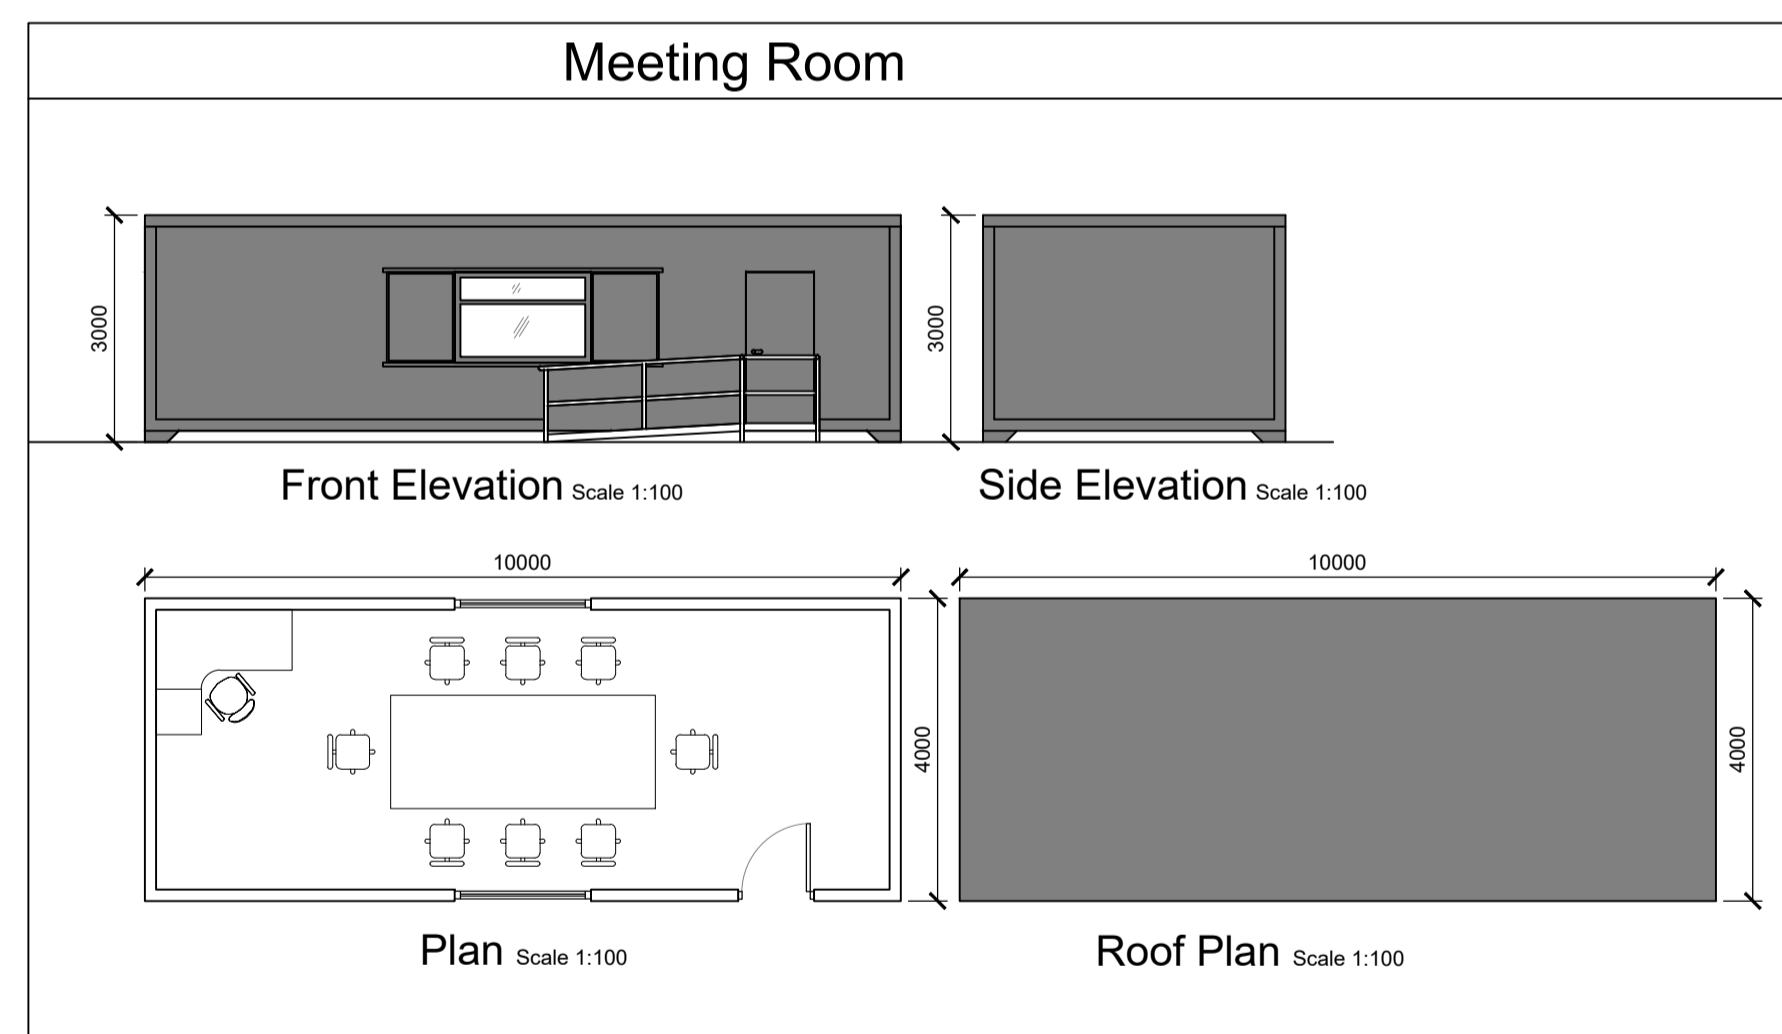 Meeting Room
3000
3000
Front Elevation Scale 1:100
Side Elevation Scale 1:100
10000
10000
4000
4000
Plan Scale 1:100
Roof Plan Scale 1:100